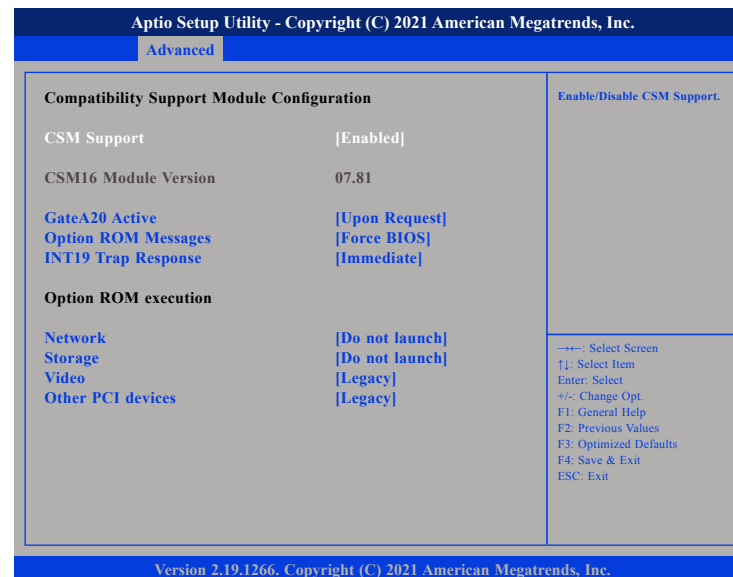 Aptio Setup Utility - Copyright (C) 2021 American Megatrends, Inc.
Advanced
Compatibility Support Module Configuration
CSM Support [Enabled]
CSM16 Module Version 07.81
GateA20 Active [Upon Request]
Option ROM Messages [Force BIOS]
INT19 Trap Response [Immediate]
Option ROM execution
Network [Do not launch]
Storage [Do not launch]
Video [Legacy]
Other PCI devices [Legacy]
Enable/Disable CSM Support.
→←: Select Screen
↑↓: Select Item
Enter: Select
+/-: Change Opt.
F1: General Help
F2: Previous Values
F3: Optimized Defaults
F4: Save & Exit
ESC: Exit
Version 2.19.1266. Copyright (C) 2021 American Megatrends, Inc.